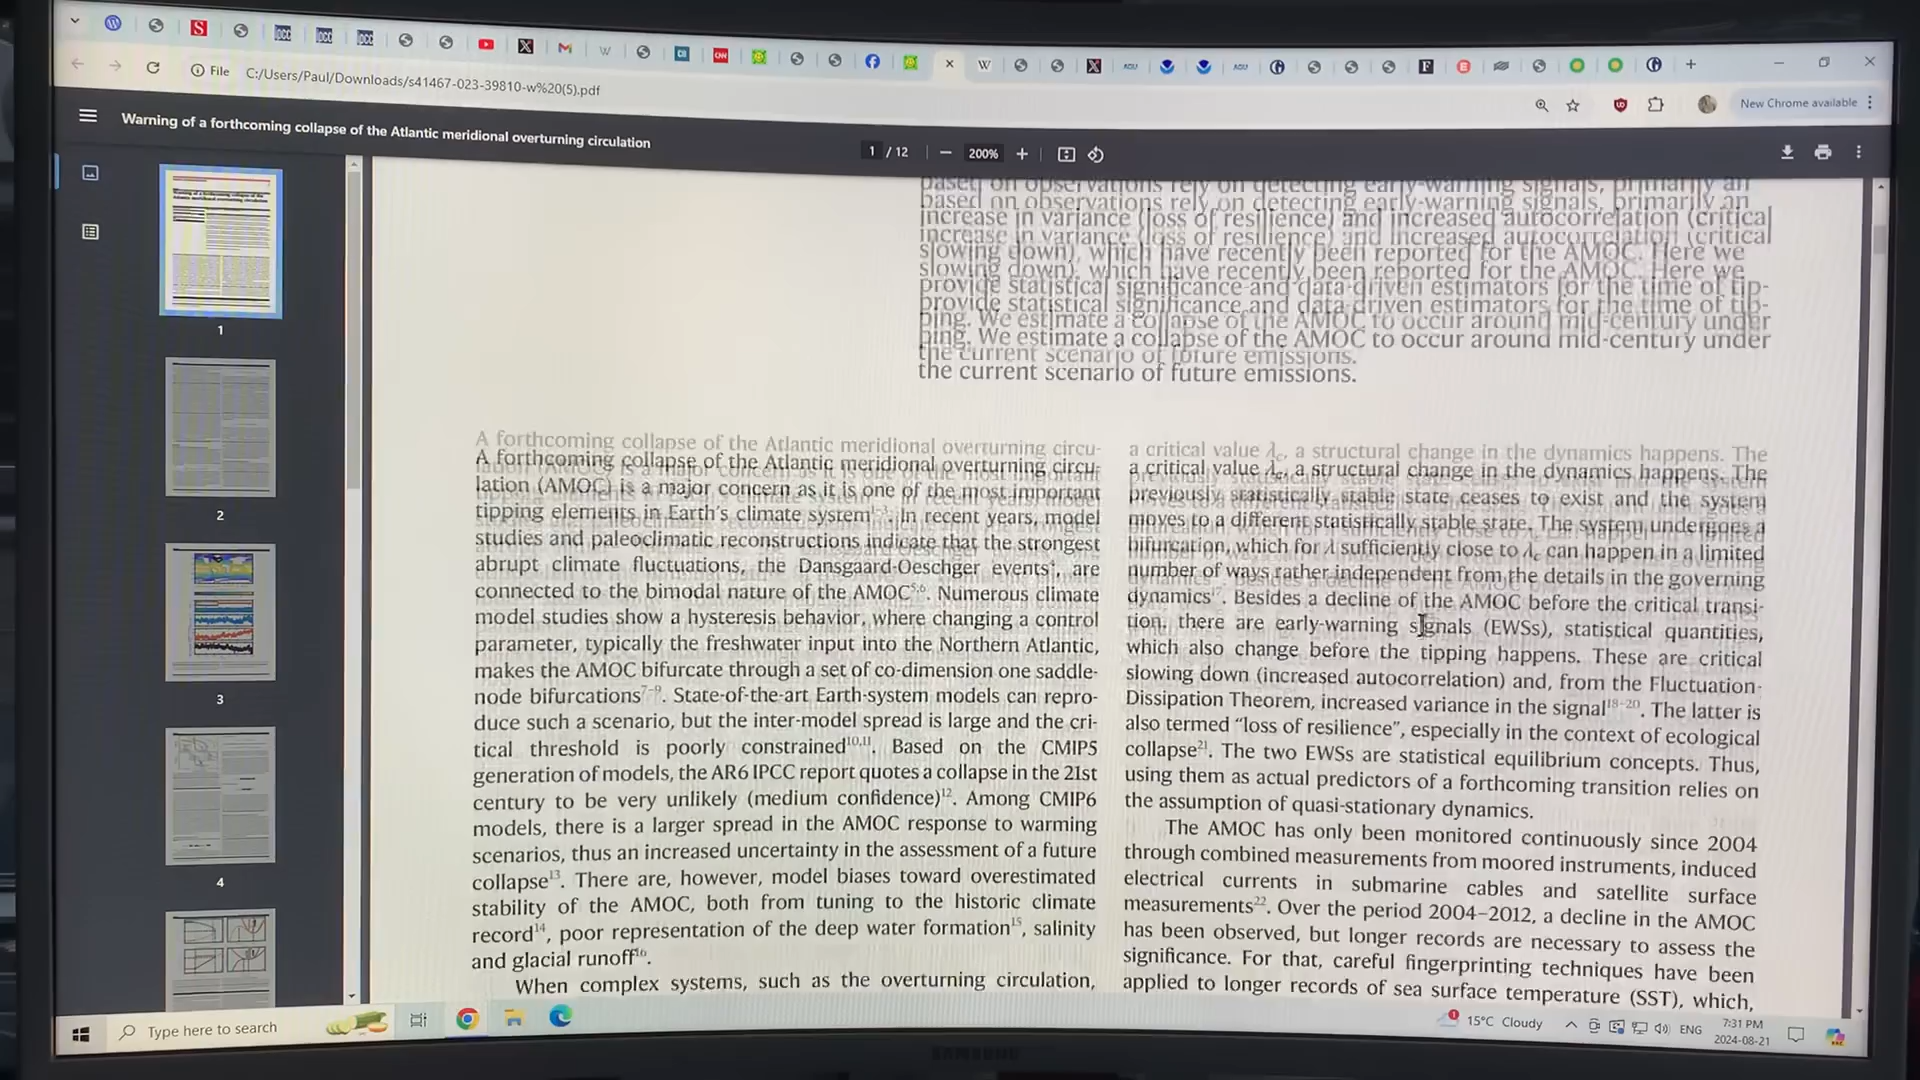 File C:/Users/Paul/Downloads/s41467-023-39810-w%20(5).pdf
New Chrome available
Warning of a forthcoming collapse of the Atlantic meridional overturning circulation
1 / 12
200%
based on observations rely on detecting early-warning signals, primarily an
increase in variance (loss of resilience) and increased autocorrelation (critical
slowing down), which have recently been reported for the AMOC. Here we
provide statistical significance and data-driven estimators for the time of tip-
ping. We estimate a collapse of the AMOC to occur around mid-century under
the current scenario of future emissions.
A forthcoming collapse of the Atlantic meridional overturning circu-
lation (AMOC) is a major concern as it is one of the most important
tipping elements in Earth's climate system1–3. In recent years, model
studies and paleoclimatic reconstructions indicate that the strongest
abrupt climate fluctuations, the Dansgaard-Oeschger events4, are
connected to the bimodal nature of the AMOC5,6. Numerous climate
model studies show a hysteresis behavior, where changing a control
parameter, typically the freshwater input into the Northern Atlantic,
makes the AMOC bifurcate through a set of co-dimension one saddle-
node bifurcations7–9. State-of-the-art Earth-system models can repro-
duce such a scenario, but the inter-model spread is large and the cri-
tical threshold is poorly constrained10,11. Based on the CMIP5
generation of models, the AR6 IPCC report quotes a collapse in the 21st
century to be very unlikely (medium confidence)12. Among CMIP6
models, there is a larger spread in the AMOC response to warming
scenarios, thus an increased uncertainty in the assessment of a future
collapse13. There are, however, model biases toward overestimated
stability of the AMOC, both from tuning to the historic climate
record14, poor representation of the deep water formation15, salinity
and glacial runoff16.
When complex systems, such as the overturning circulation,
a critical value λc, a structural change in the dynamics happens. The
previously statistically stable state ceases to exist and the system
moves to a different statistically stable state. The system undergoes a
bifurcation, which for λ sufficiently close to λc can happen in a limited
number of ways rather independent from the details in the governing
dynamics17. Besides a decline of the AMOC before the critical transi-
tion, there are early-warning signals (EWSs), statistical quantities,
which also change before the tipping happens. These are critical
slowing down (increased autocorrelation) and, from the Fluctuation-
Dissipation Theorem, increased variance in the signal18–20. The latter is
also termed “loss of resilience”, especially in the context of ecological
collapse21. The two EWSs are statistical equilibrium concepts. Thus,
using them as actual predictors of a forthcoming transition relies on
the assumption of quasi-stationary dynamics.
The AMOC has only been monitored continuously since 2004
through combined measurements from moored instruments, induced
electrical currents in submarine cables and satellite surface
measurements22. Over the period 2004–2012, a decline in the AMOC
has been observed, but longer records are necessary to assess the
significance. For that, careful fingerprinting techniques have been
applied to longer records of sea surface temperature (SST), which,
1
2
3
4
Type here to search
15°C Cloudy
ENG
7:31 PM
2024-08-21
SAMSUNG